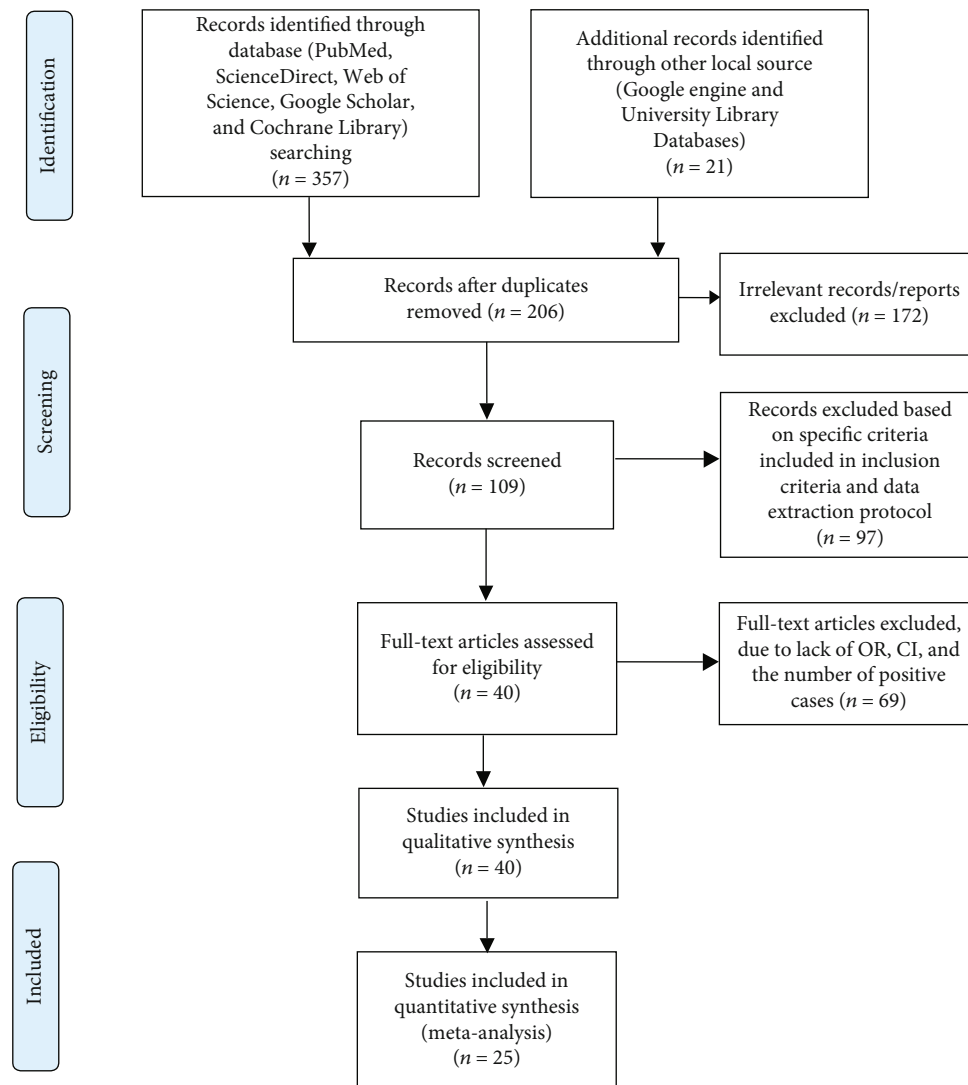 Identification
Records identified through
database (PubMed,
ScienceDirect, Web of
Science, Google Scholar,
and Cochrane Library)
searching
(n = 357)
Additional records identified
through other local source
(Google engine and
University Library
Databases)
(n = 21)
Records after duplicates
removed (n = 206)
Irrelevant records/reports
excluded (n = 172)
Screening
Records screened
(n = 109)
Records excluded based
on specific criteria
included in inclusion
criteria and data
extraction protocol
(n = 97)
Eligibility
Full-text articles assessed
for eligibility
(n = 40)
Full-text articles excluded,
due to lack of OR, CI, and
the number of positive
cases (n = 69)
Studies included in
qualitative synthesis
(n = 40)
Included
Studies included in
quantitative synthesis
(meta-analysis)
(n = 25)